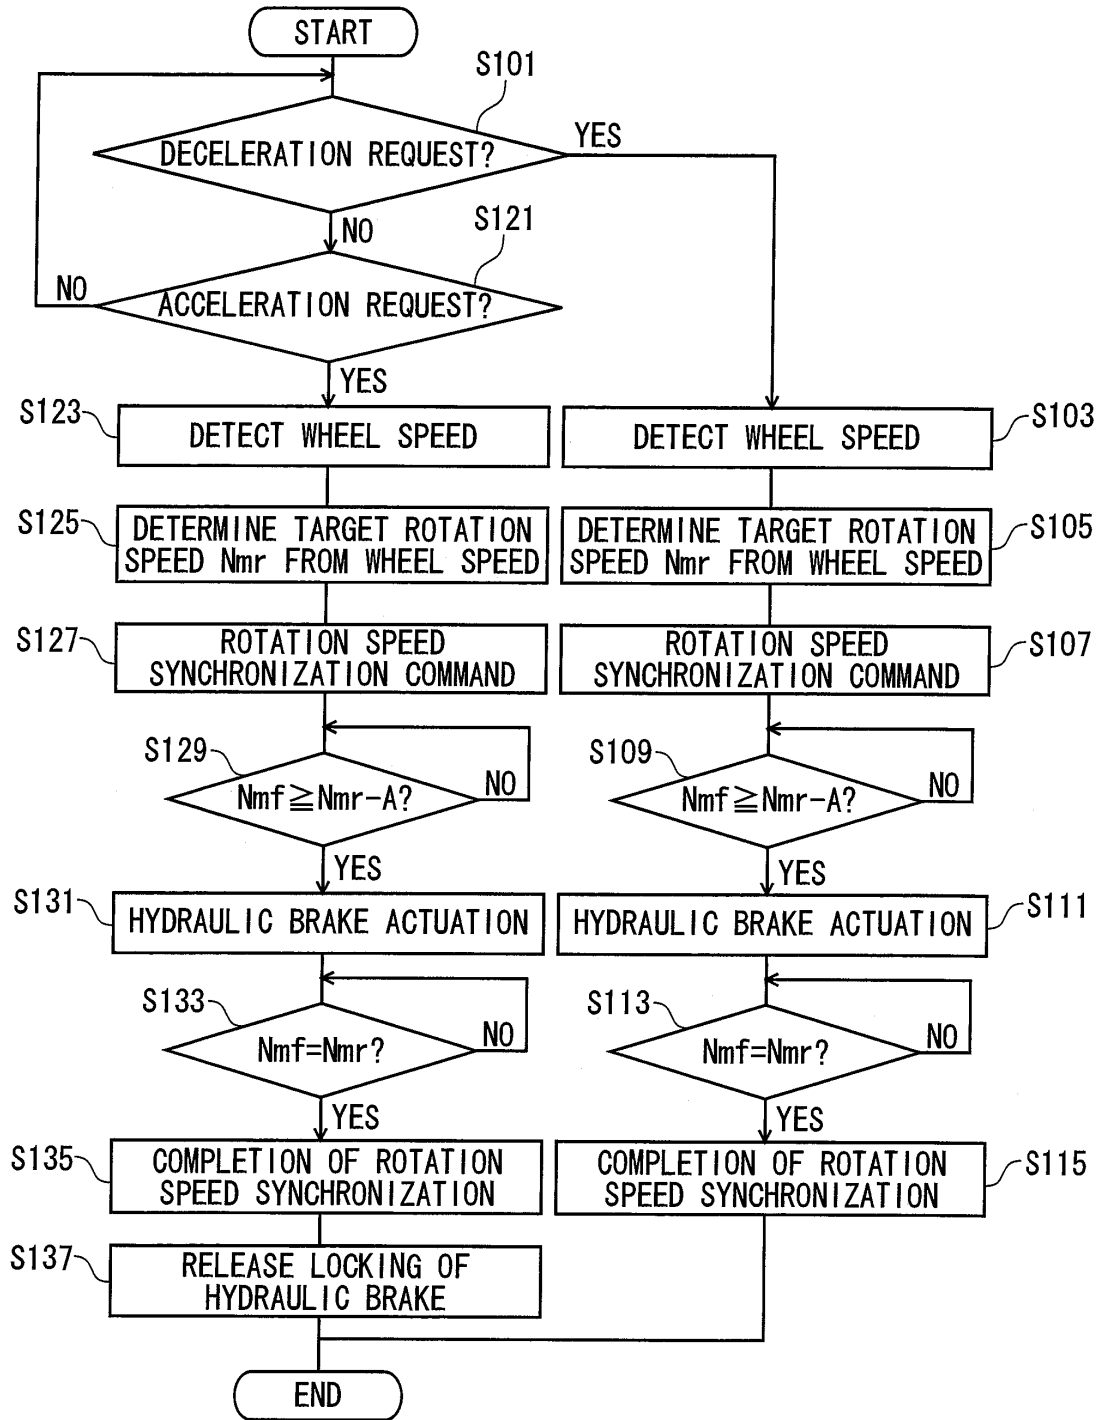 START
S101
DECELERATION REQUEST?
YES
NO
S121
ACCELERATION REQUEST?
NO
YES
S123
DETECT WHEEL SPEED
DETECT WHEEL SPEED
S103
S125
DETERMINE TARGET ROTATION
SPEED Nmr FROM WHEEL SPEED
DETERMINE TARGET ROTATION
SPEED Nmr FROM WHEEL SPEED
S105
S127
ROTATION SPEED
SYNCHRONIZATION COMMAND
ROTATION SPEED
SYNCHRONIZATION COMMAND
S107
S129
Nmf≧Nmr-A?
NO
YES
S109
Nmf≧Nmr-A?
NO
YES
S131
HYDRAULIC BRAKE ACTUATION
HYDRAULIC BRAKE ACTUATION
S111
S133
Nmf=Nmr?
NO
YES
S113
Nmf=Nmr?
NO
YES
S135
COMPLETION OF ROTATION
SPEED SYNCHRONIZATION
COMPLETION OF ROTATION
SPEED SYNCHRONIZATION
S115
S137
RELEASE LOCKING OF
HYDRAULIC BRAKE
END